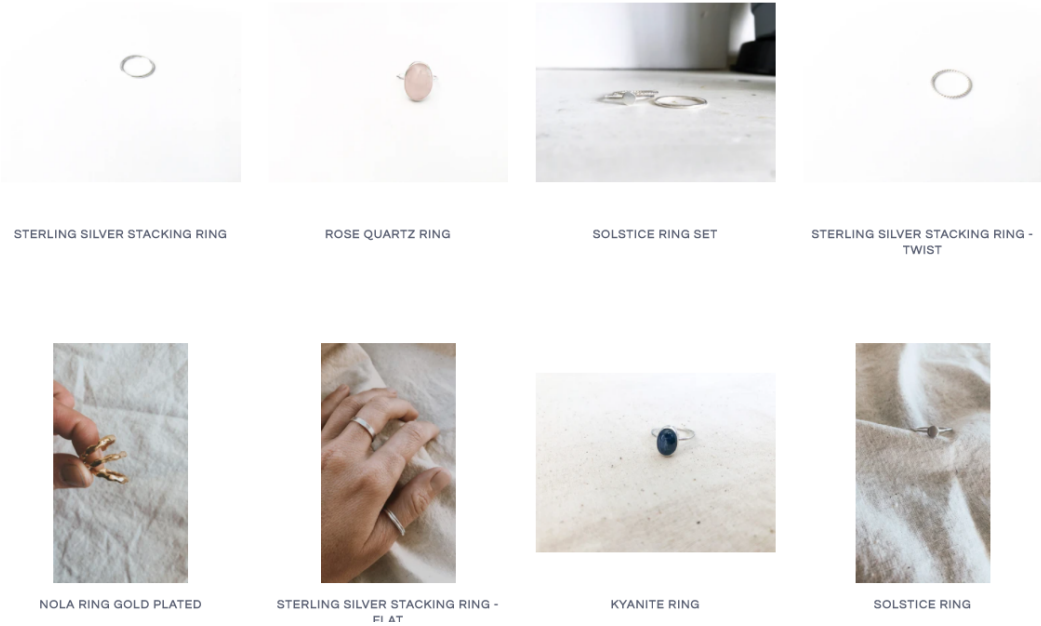 STERLING SILVER STACKING RING
ROSE QUARTZ RING
SOLSTICE RING SET
STERLING SILVER STACKING RING -
TWIST
NOLA RING GOLD PLATED
STERLING SILVER STACKING RING -
FLAT
KYANITE RING
SOLSTICE RING